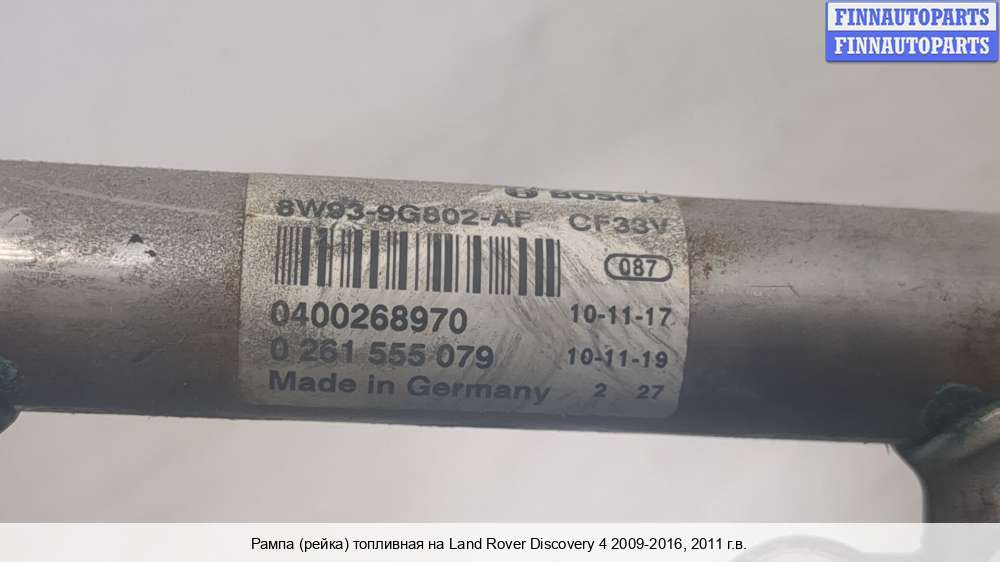 FINNAUTOPARTS
FINNAUTOPARTS
BOSCH
8W93-9G802-AF CF33V
087
0400268970 10-11-17
0 261 555 079 10-11-19
Made in Germany 2 27
Рампа (рейка) топливная на Land Rover Discovery 4 2009-2016, 2011 г.в.